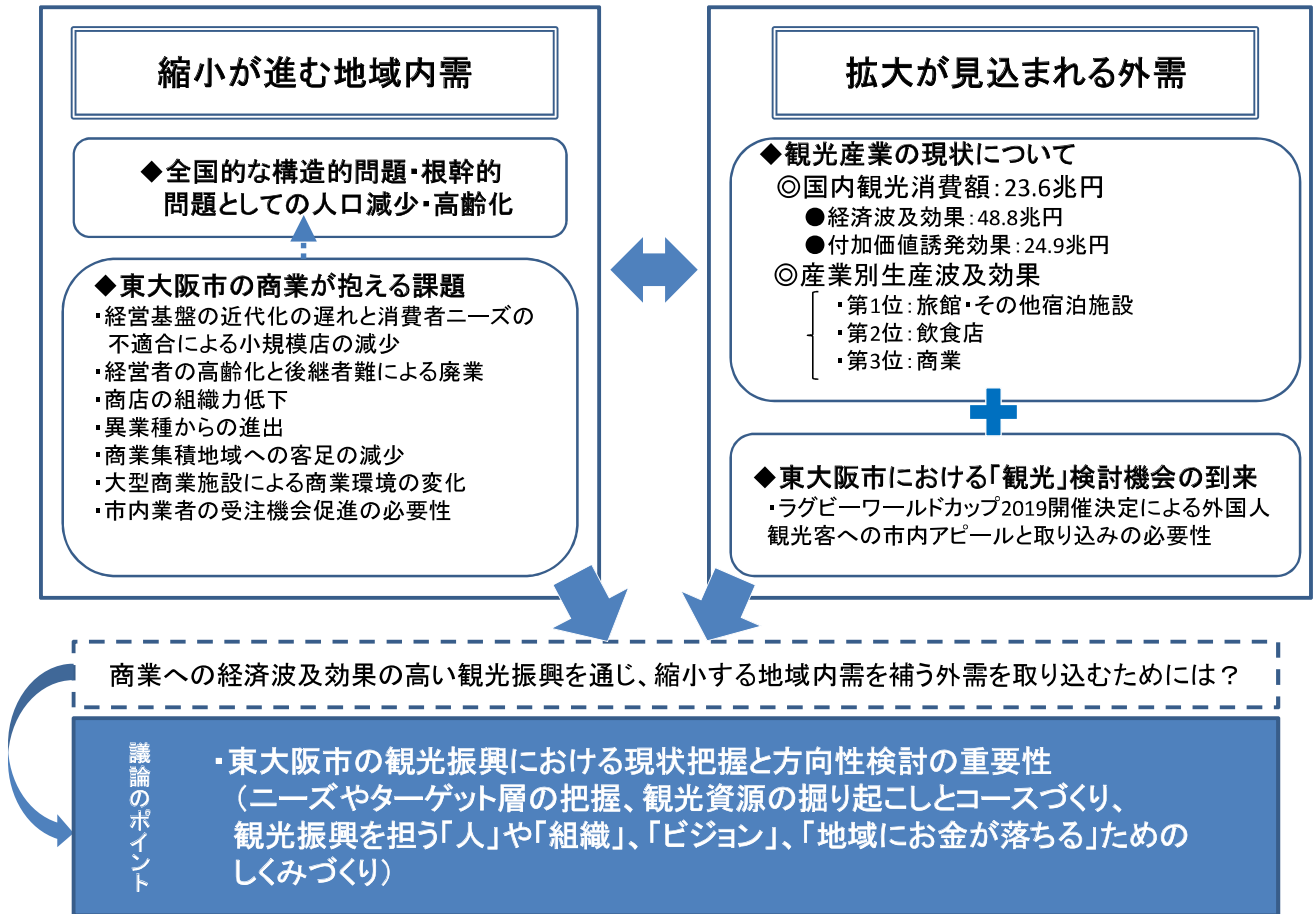 縮小が進む地域内需
◆全国的な構造的問題・根幹的
問題としての人口減少・高齢化
◆東大阪市の商業が抱える課題
・経営基盤の近代化の遅れと消費者ニーズの
不適合による小規模店の減少
・経営者の高齢化と後継者難による廃業
・商店の組織力低下
・異業種からの進出
・商業集積地域への客足の減少
・大型商業施設による商業環境の変化
・市内業者の受注機会促進の必要性
拡大が見込まれる外需
◆観光産業の現状について
◎国内観光消費額：23.6兆円
●経済波及効果：48.8兆円
●付加価値誘発効果：24.9兆円
◎産業別生産波及効果
・第1位：旅館・その他宿泊施設
・第2位：飲食店
・第3位：商業
◆東大阪市における「観光」検討機会の到来
・ラグビーワールドカップ2019開催決定による外国人
観光客への市内アピールと取り込みの必要性
商業への経済波及効果の高い観光振興を通じ、縮小する地域内需を補う外需を取り込むためには？
議論のポイント
・東大阪市の観光振興における現状把握と方向性検討の重要性
（ニーズやターゲット層の把握、観光資源の掘り起こしとコースづくり、
観光振興を担う「人」や「組織」、「ビジョン」、「地域にお金が落ちる」ための
しくみづくり）